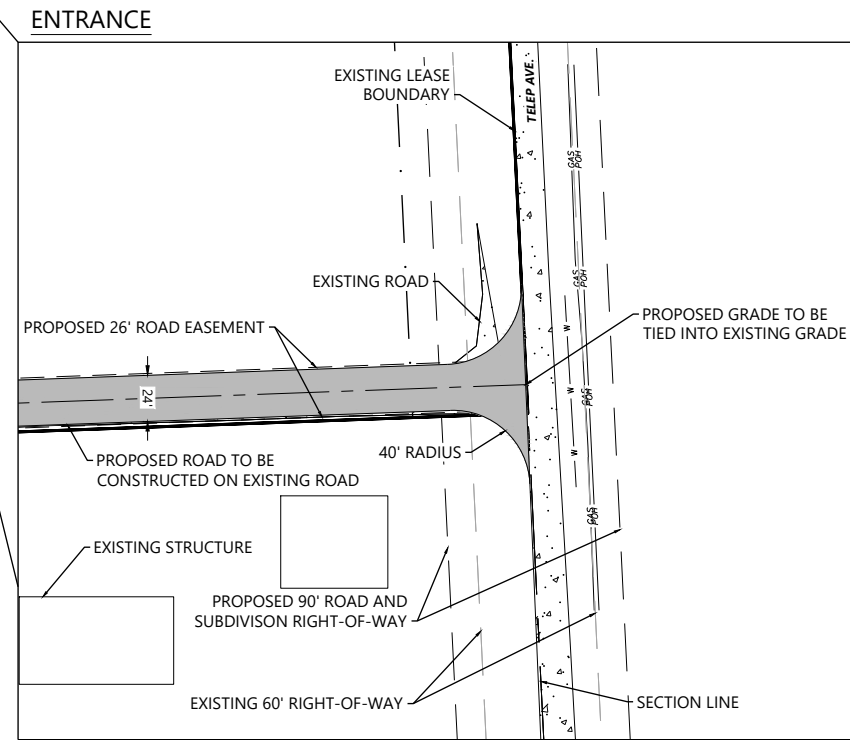 ENTRANCE
EXISTING LEASE
BOUNDARY
TELEP AVE.
GAS
POH
EXISTING ROAD
GAS
POH
PROPOSED 26' ROAD EASEMENT
PROPOSED GRADE TO BE
TIED INTO EXISTING GRADE
W
24'
W
GAS
POH
40' RADIUS
W
PROPOSED ROAD TO BE
CONSTRUCTED ON EXISTING ROAD
GAS
POH
EXISTING STRUCTURE
PROPOSED 90' ROAD AND
SUBDIVISON RIGHT-OF-WAY
EXISTING 60' RIGHT-OF-WAY
SECTION LINE